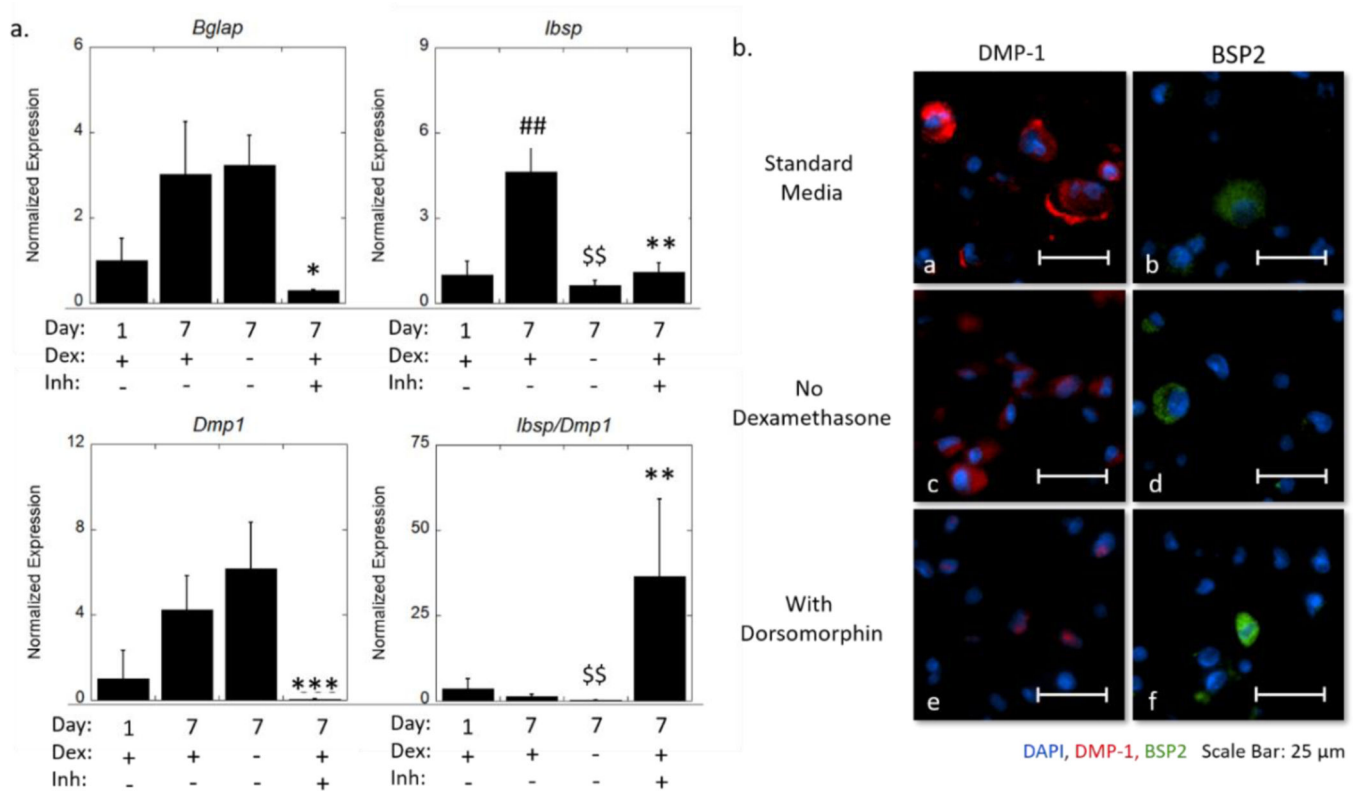 a.
Bglap
Normalized Expression
6
4
2
0
*
Day: 1 7 7 7
Dex: + + - +
Inh: - - - +
Ibsp
Normalized Expression
9
6
3
0
##
$$
**
Day: 1 7 7 7
Dex: + + - +
Inh: - - - +
Dmp1
Normalized Expression
12
8
4
0
***
Day: 1 7 7 7
Dex: + + - +
Inh: - - - +
Ibsp/Dmp1
Normalized Expression
75
50
25
0
$$
**
Day: 1 7 7 7
Dex: + + - +
Inh: - - - +
b.
DMP-1 BSP2
Standard
Media
a b
No
Dexamethasone
c d
With
Dorsomorphin
e f
DAPI, DMP-1, BSP2 Scale Bar: 25 µm